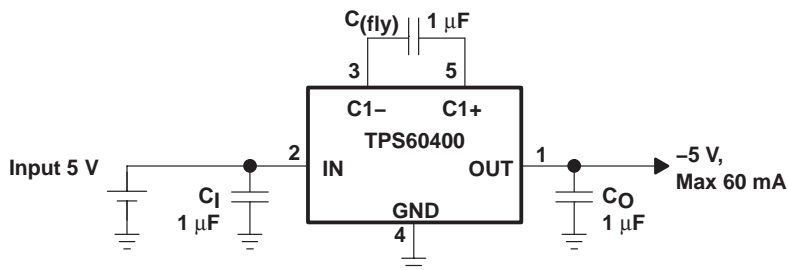 C(fly) 1 μF
3 5
C1− C1+
TPS60400
Input 5 V 2 IN OUT 1 −5 V,
Max 60 mA
CI
1 μF
GND
4
CO
1 μF